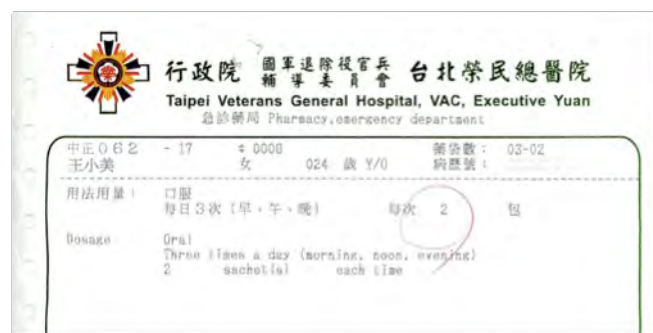 行政院 國軍退除役官兵輔導委員會 台北榮民總醫院
Taipei Veterans General Hospital, VAC, Executive Yuan
急診藥局 Pharmacy,emergency department
中正062 - 17 : 0000 藥袋數： 03-02
王小美 女 024 歲 Y/O 病歷號：
用法用量： 口服
每日3次 (早、午、晚) 每次 2 包
Dosage Oral
Three times a day (morning, noon, evening)
2 sachet(s) each time